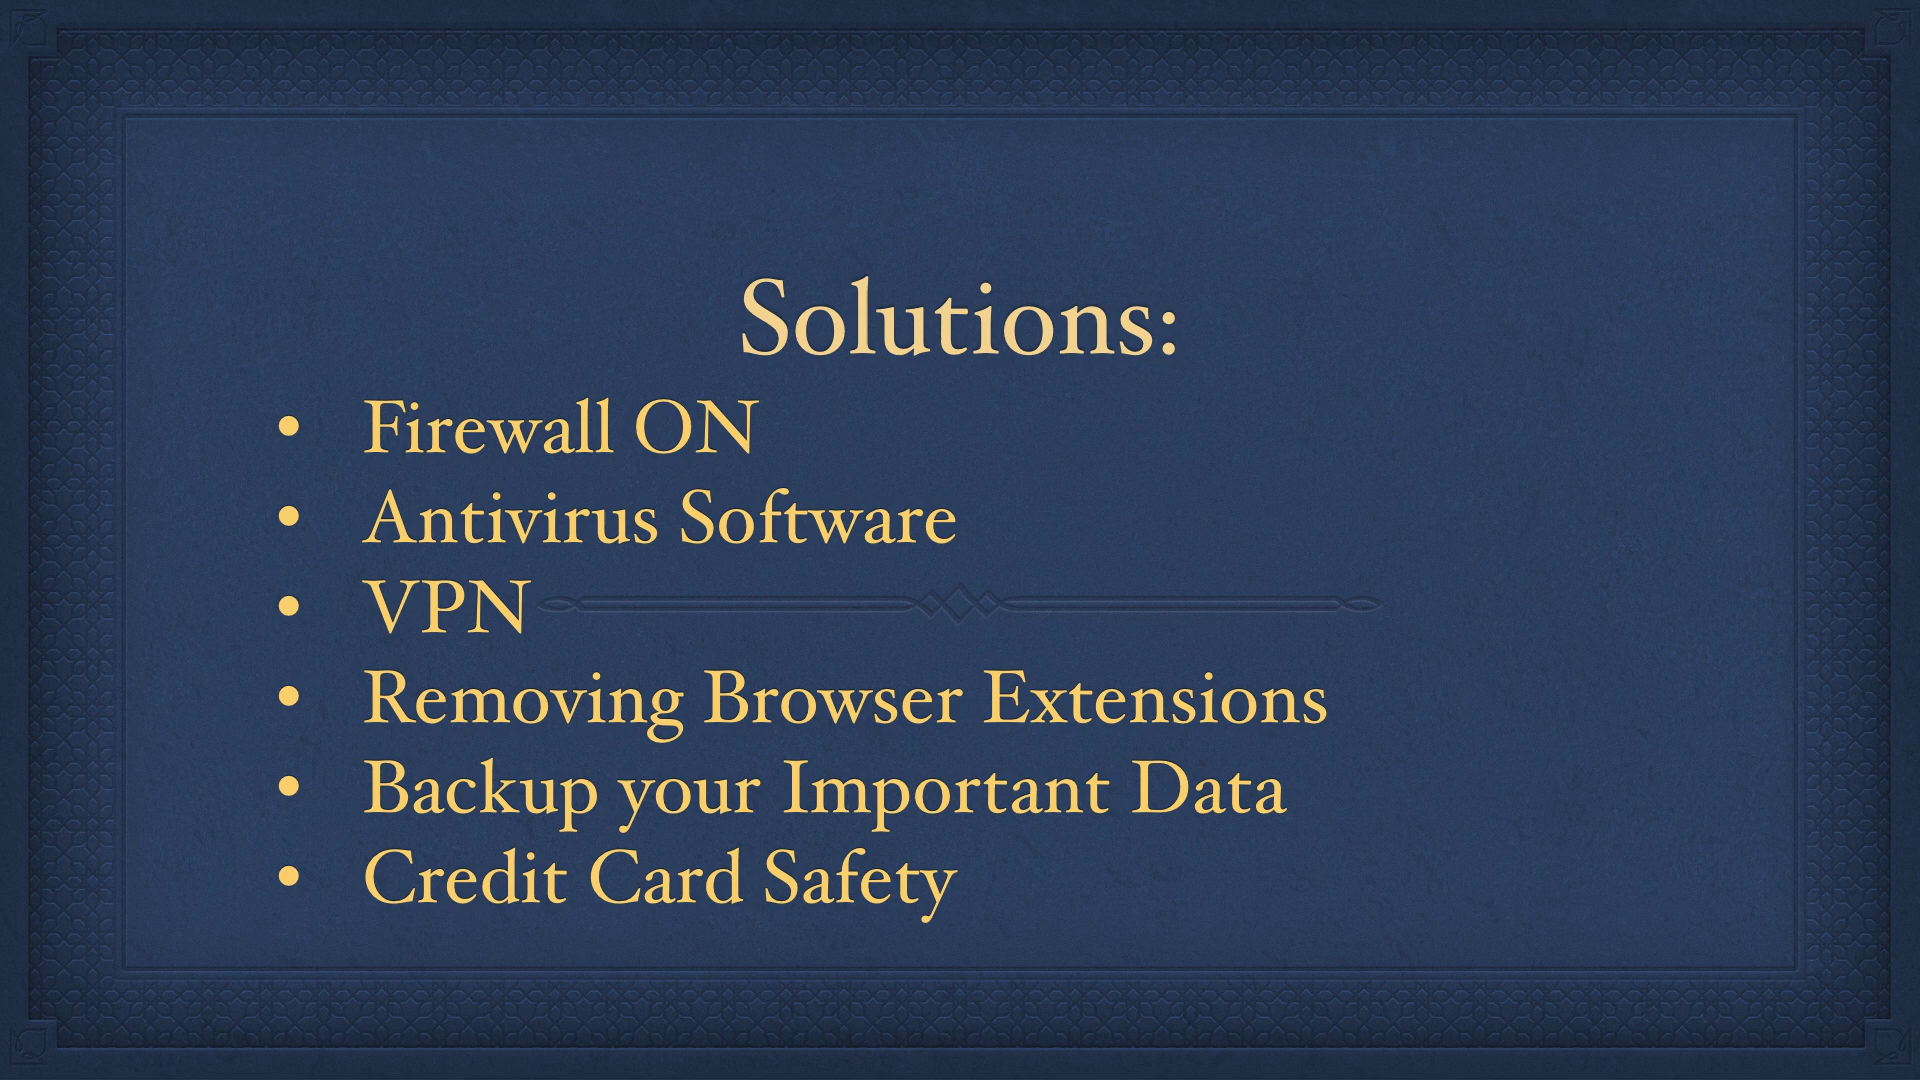 Solutions:
• Firewall ON
• Antivirus Software
• VPN
• Removing Browser Extensions
• Backup your Important Data
• Credit Card Safety